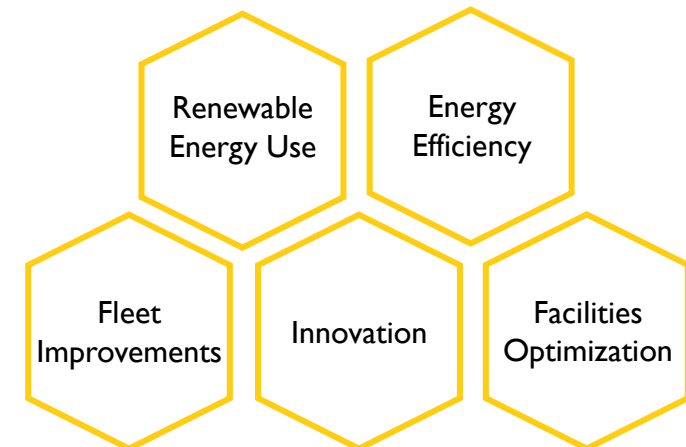 Renewable
Energy Use
Energy
Efficiency
Fleet
Improvements
Innovation
Facilities
Optimization